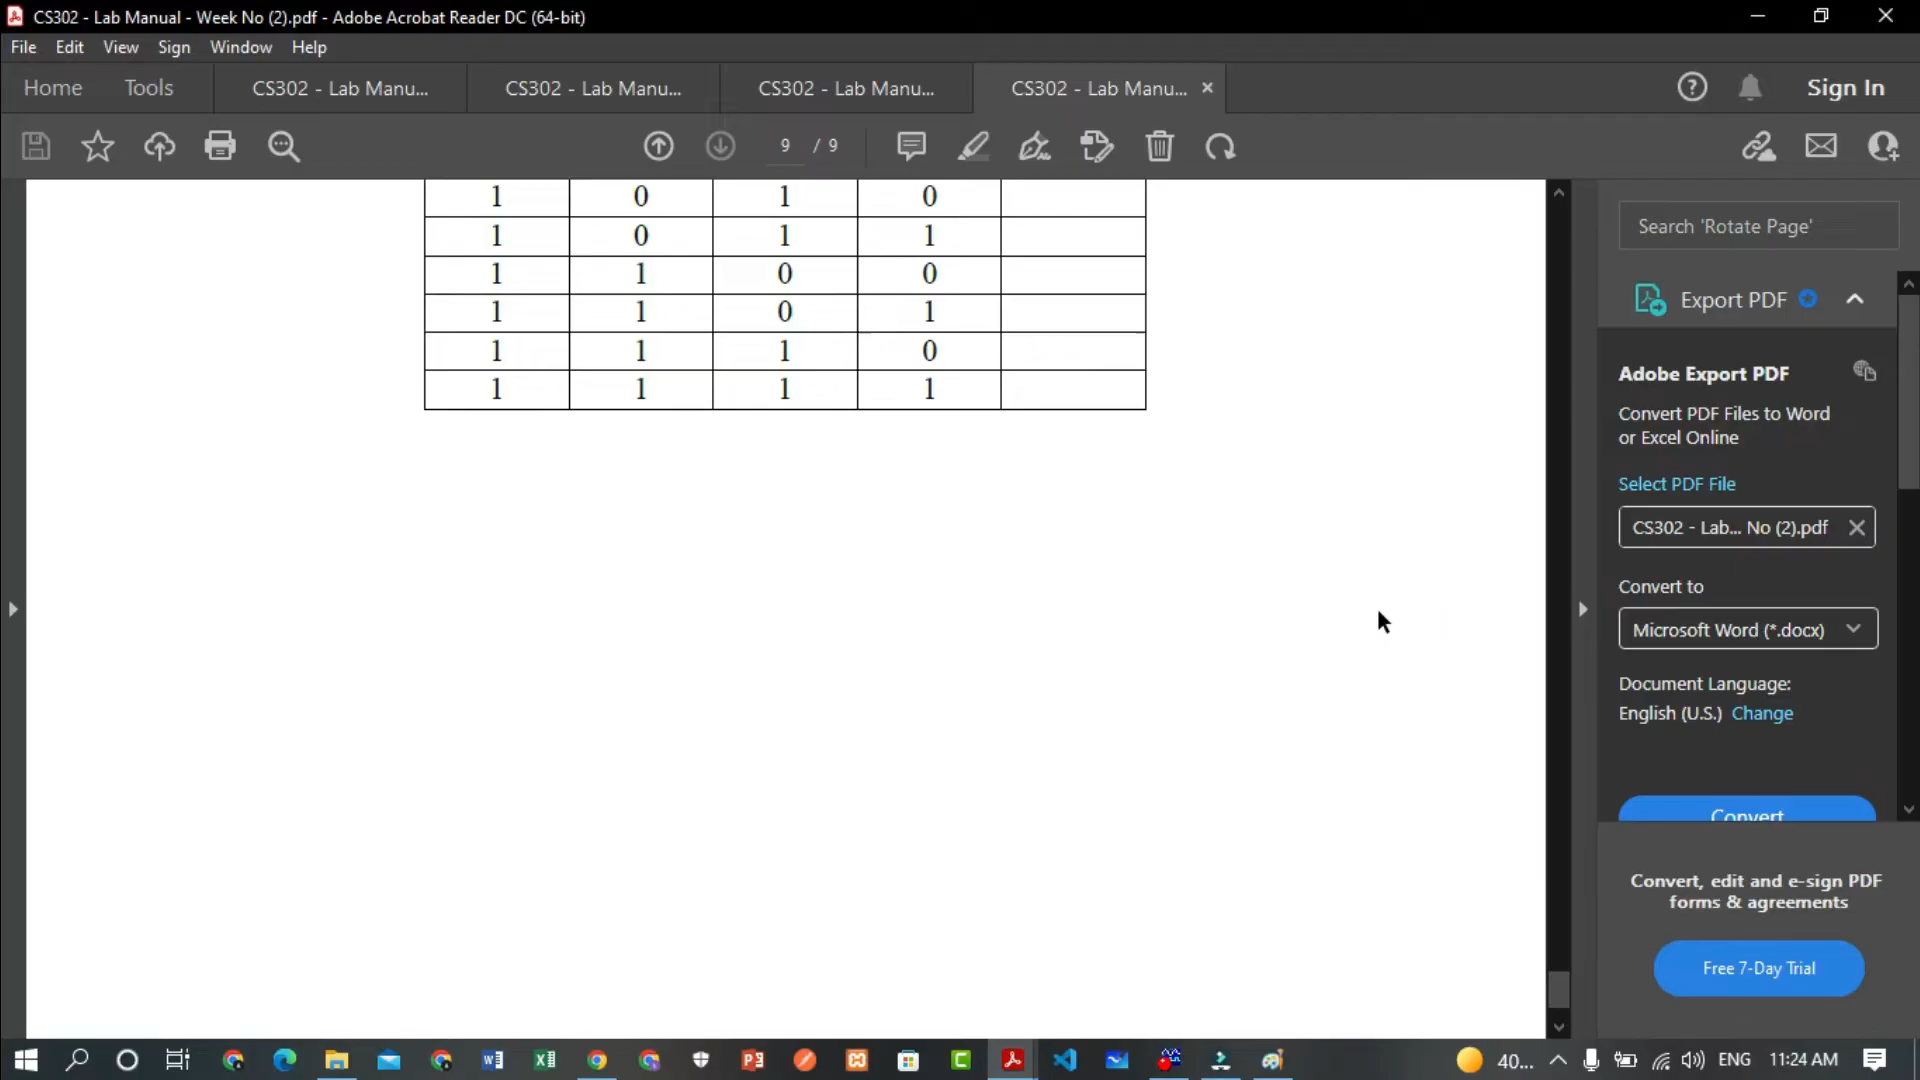 CS302 - Lab Manual - Week No (2).pdf - Adobe Acrobat Reader DC (64-bit)
File Edit View Sign Window Help
Home Tools CS302 - Lab Manu... CS302 - Lab Manu... CS302 - Lab Manu... CS302 - Lab Manu... × Sign In
9 / 9
1 0 1 0
1 0 1 1
1 1 0 0
1 1 0 1
1 1 1 0
1 1 1 1
Search 'Rotate Page'
Export PDF
Adobe Export PDF
Convert PDF Files to Word
or Excel Online
Select PDF File
CS302 - Lab... No (2).pdf
Convert to
Microsoft Word (*.docx)
Document Language:
English (U.S.) Change
Convert
Convert, edit and e-sign PDF
forms & agreements
Free 7-Day Trial
40... ENG 11:24 AM